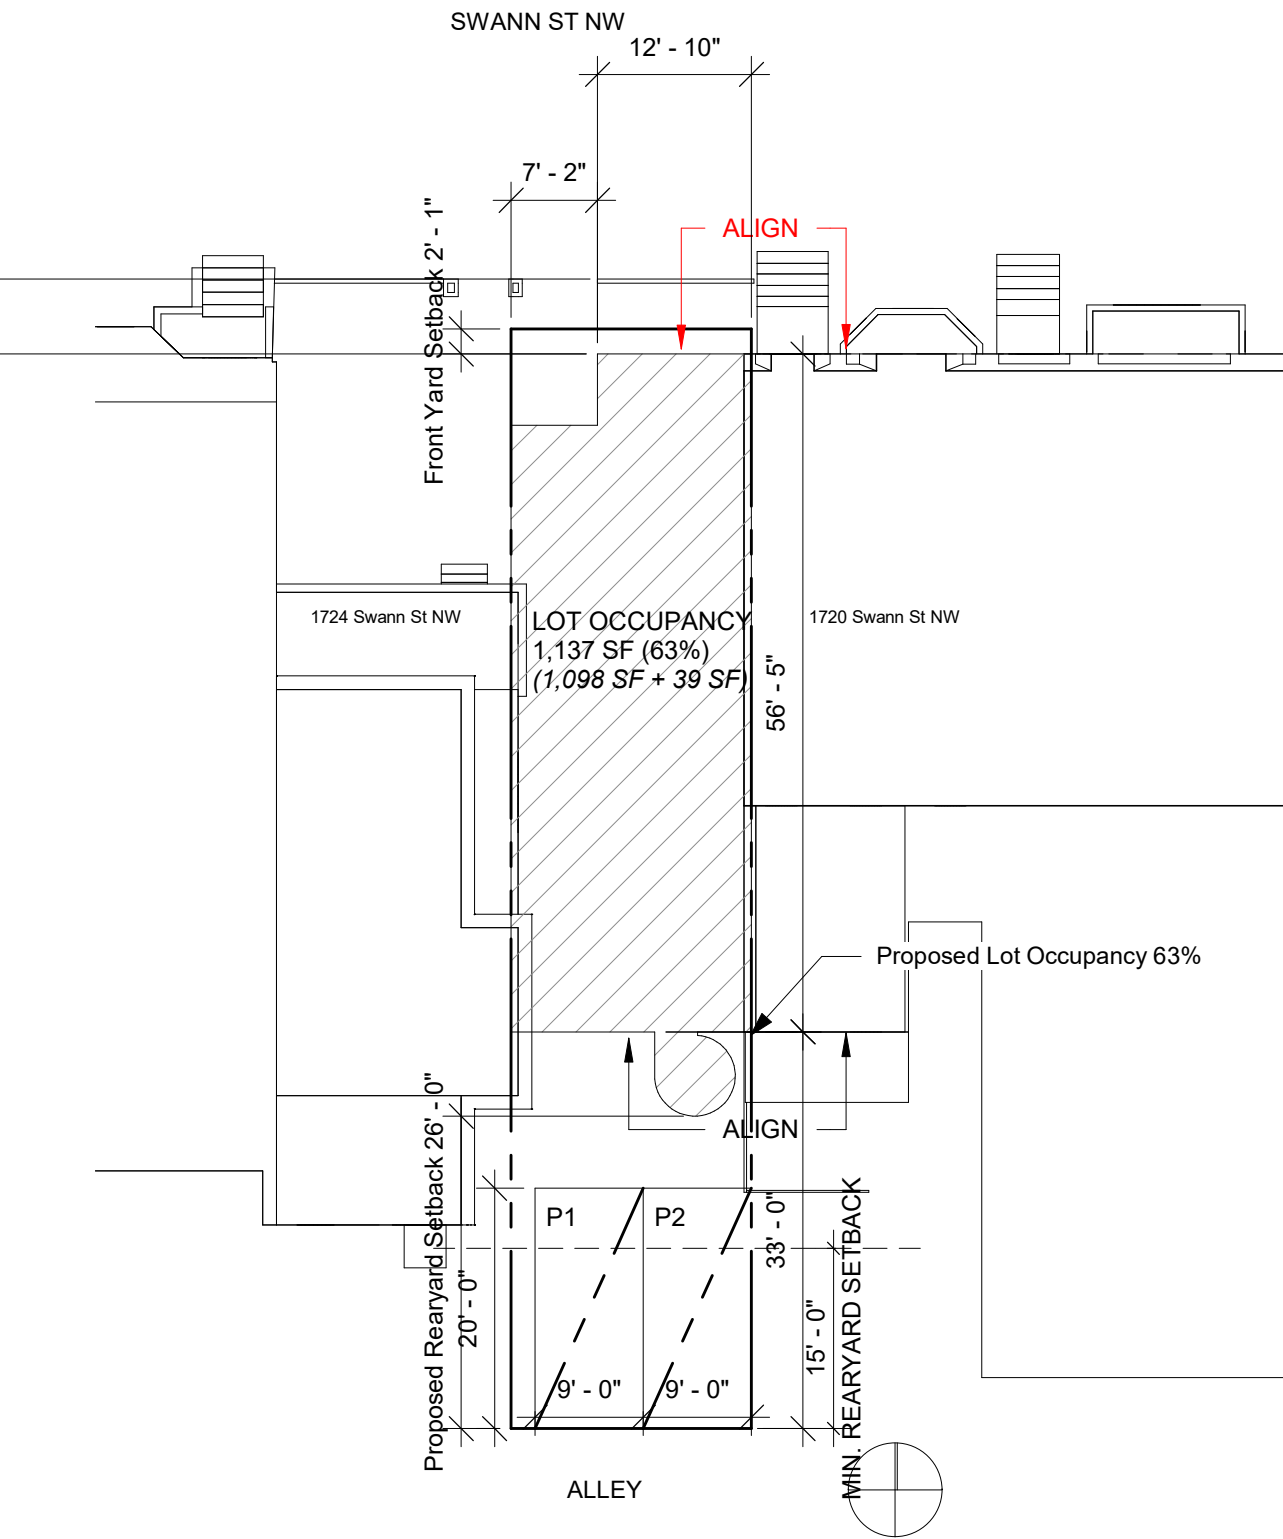 SWANN ST NW
12' - 10"
7' - 2"
ALIGN
Front Yard Setback 2' - 1"
1724 Swann St NW
LOT OCCUPANCY
1,137 SF (63%)
(1,098 SF + 39 SF)
1720 Swann St NW
56' - 5"
Proposed Lot Occupancy 63%
ALIGN
Proposed Rearyard Setback 26' - 0"
20' - 0"
P1
P2
33' - 0"
15' - 0"
MIN. REARYARD SETBACK
9' - 0"
9' - 0"
ALLEY